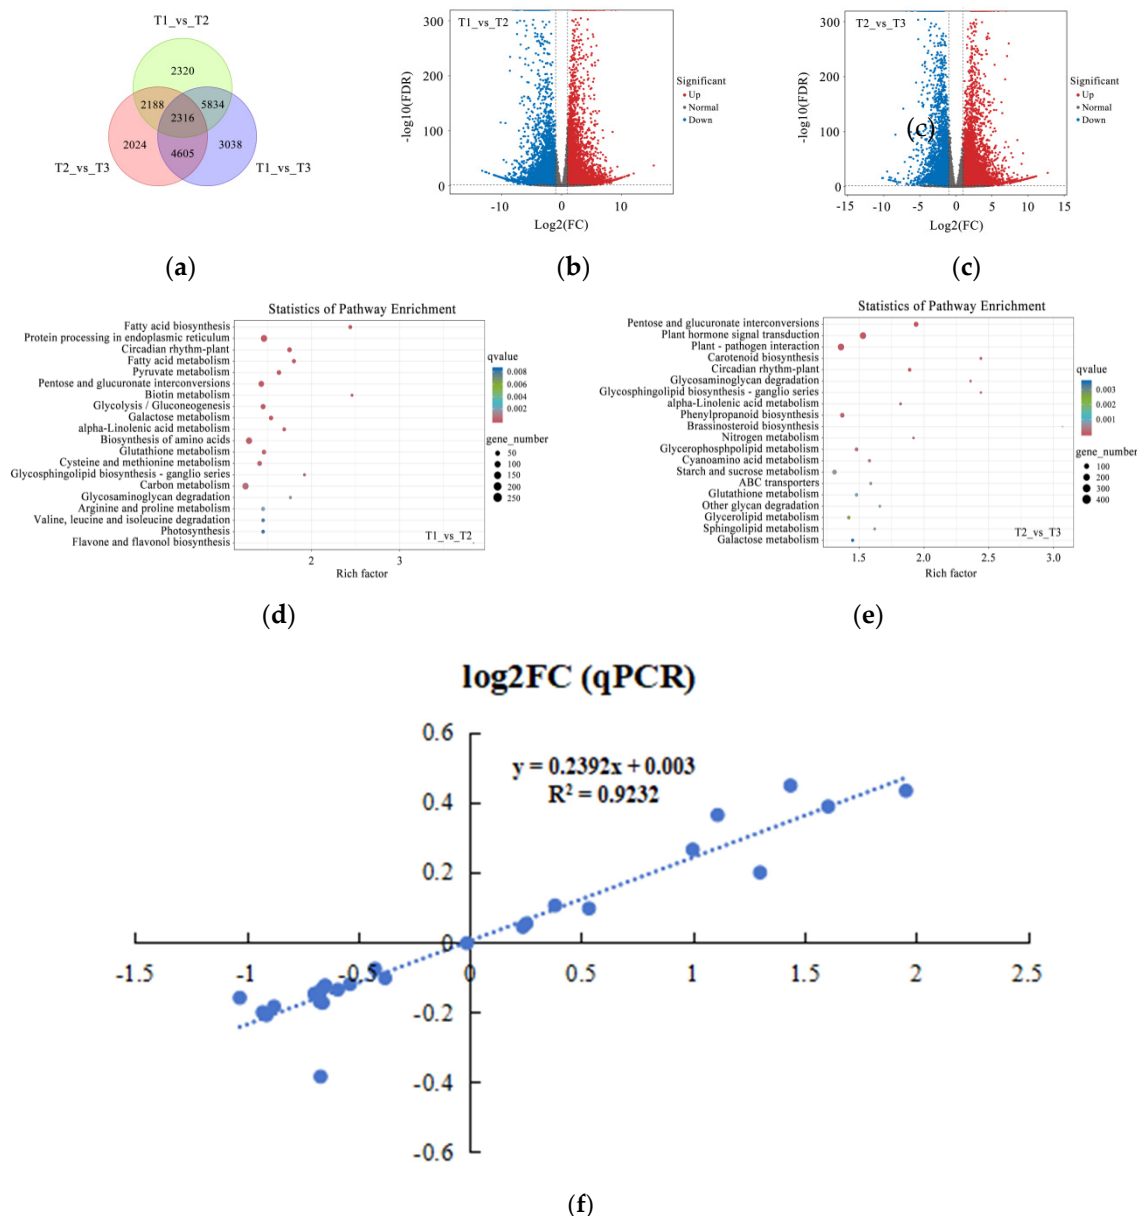 T1_vs_T2
2320
2188
5834
2316
2024
4605
3038
T2_vs_T3
T1_vs_T3
(a)
T1_vs_T2
300
200
100
50
0
-log10(FDR)
-10
0
10
Log2(FC)
Significant
Up
Normal
Down
(b)
T2_vs_T3
300
200
100
50
0
-log10(FDR)
(c)
-15
-10
-5
0
5
10
15
Log2(FC)
Significant
Up
Normal
Down
(c)
Statistics of Pathway Enrichment
Fatty acid biosynthesis
Protein processing in endoplasmic reticulum
Circadian rhythm-plant
Fatty acid metabolism
Pyruvate metabolism
Pentose and glucuronate interconversions
Biotin metabolism
Glycolysis / Gluconeogenesis
Galactose metabolism
alpha-Linolenic acid metabolism
Biosynthesis of amino acids
Glutathione metabolism
Cysteine and methionine metabolism
Glycosphingolipid biosynthesis - ganglio series
Carbon metabolism
Glycosaminoglycan degradation
Arginine and proline metabolism
Valine, leucine and isoleucine degradation
Photosynthesis
Flavone and flavonol biosynthesis
T1_vs_T2
2
3
Rich factor
qvalue
0.008
0.006
0.004
0.002
gene_number
50
100
150
200
250
(d)
Statistics of Pathway Enrichment
Pentose and glucuronate interconversions
Plant hormone signal transduction
Plant - pathogen interaction
Carotenoid biosynthesis
Circadian rhythm-plant
Glycosaminoglycan degradation
Glycosphingolipid biosynthesis - ganglio series
alpha-Linolenic acid metabolism
Phenylpropanoid biosynthesis
Brassinosteroid biosynthesis
Nitrogen metabolism
Glycerophsppolipid metabolism
Cyanoamino acid metabolism
Starch and sucrose metabolism
ABC transporters
Glutathione metabolism
Other glycan degradation
Glycerolipid metabolism
Sphingolipid metabolism
Galactose metabolism
T2_vs_T3
1.5
2.0
2.5
3.0
Rich factor
qvalue
0.003
0.002
0.001
gene_number
100
200
300
400
(e)
log2FC (qPCR)
y = 0.2392x + 0.003
R² = 0.9232
0.6
0.4
0.2
0
-0.2
-0.4
-0.6
-1.5
-1
-0.5
0
0.5
1
1.5
2
2.5
(f)